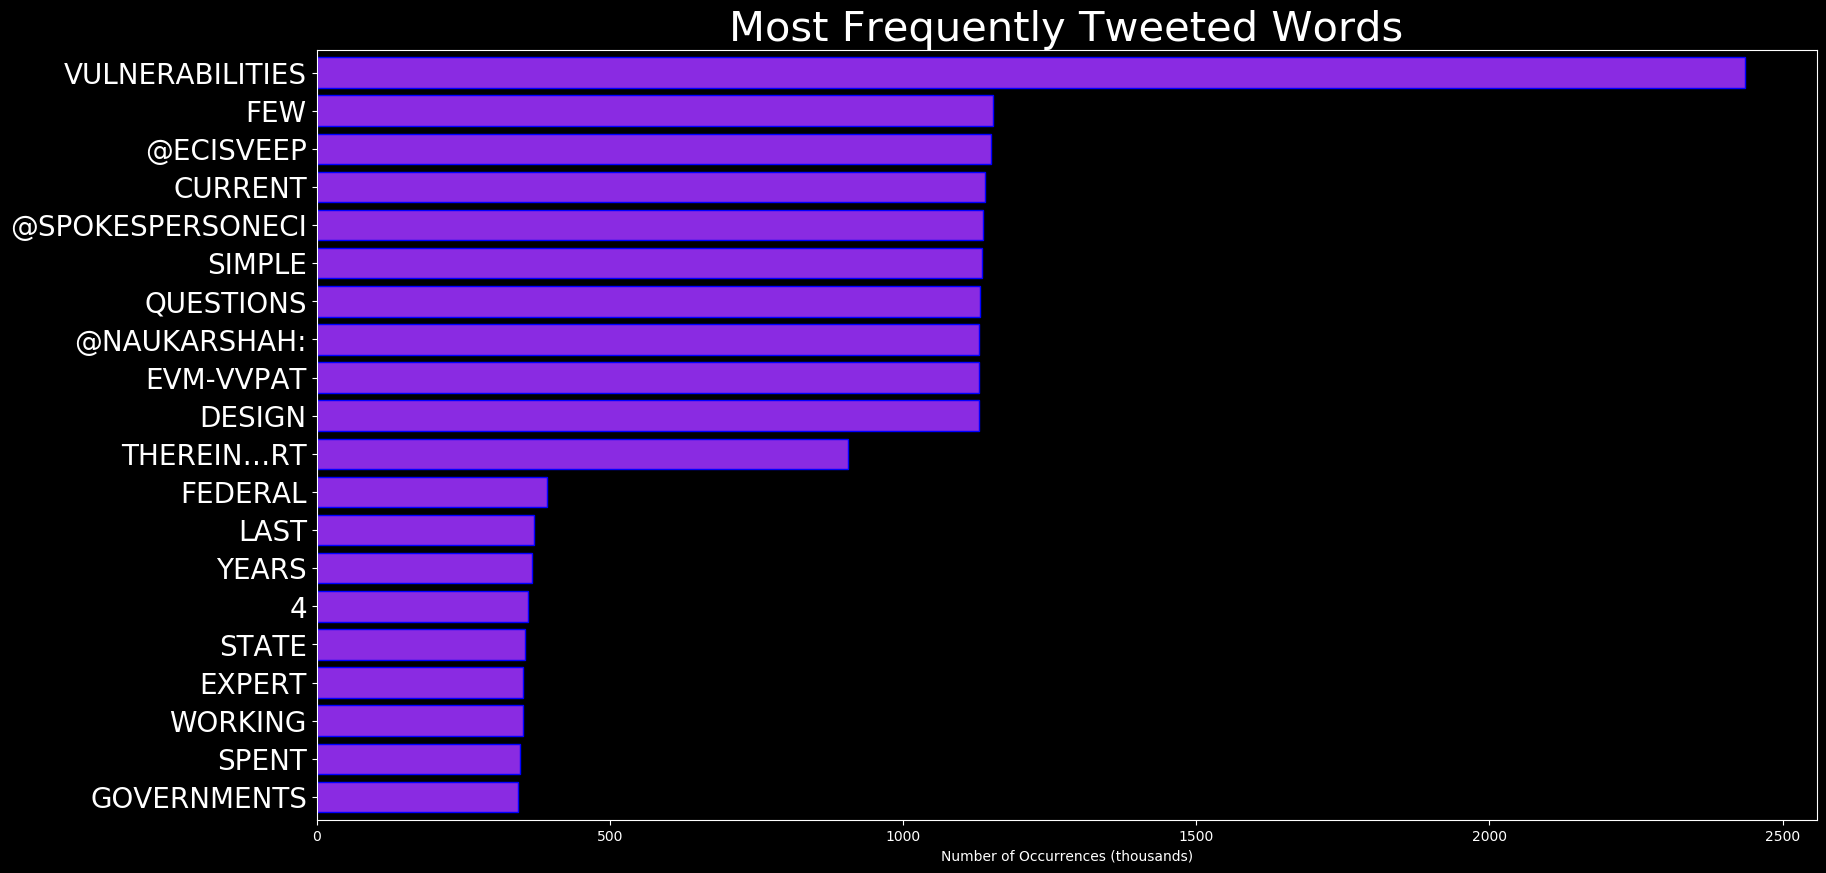 Most Frequently Tweeted Words
VULNERABILITIES
FEW
@ECISVEEP
CURRENT
@SPOKESPERSONECI
SIMPLE
QUESTIONS
@NAUKARSHAH:
EVM-VVPAT
DESIGN
THEREIN…RT
FEDERAL
LAST
YEARS
4
STATE
EXPERT
WORKING
SPENT
GOVERNMENTS
0 500 1000 1500 2000 2500
Number of Occurrences (thousands)